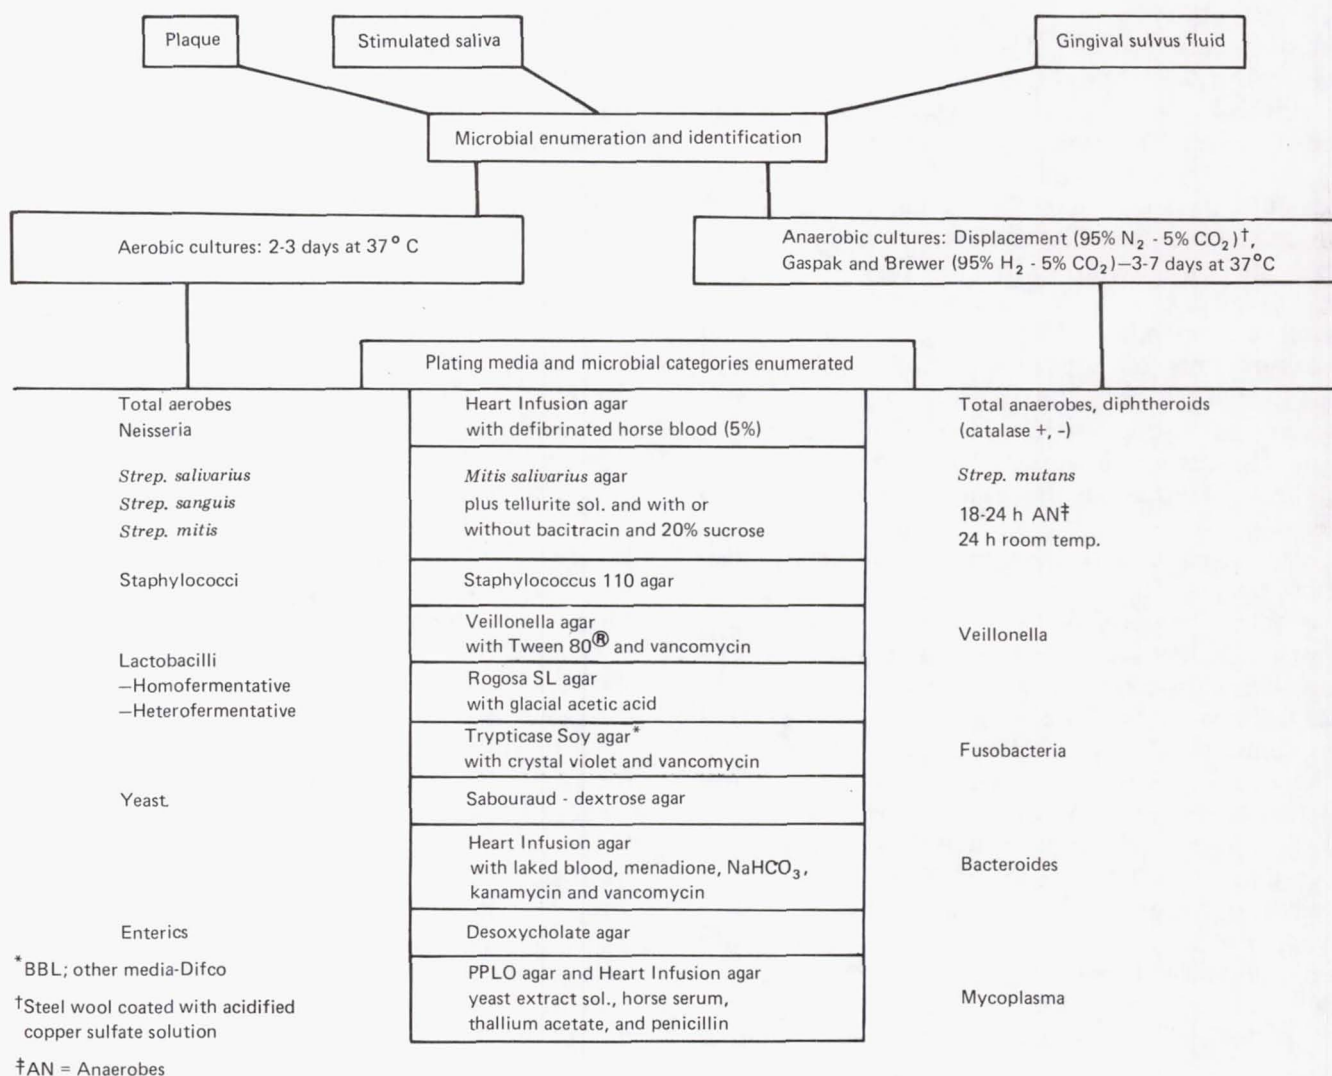 Plaque
Stimulated saliva
Gingival sulvus fluid
Microbial enumeration and identification
Aerobic cultures: 2-3 days at 37° C
Anaerobic cultures: Displacement (95% N₂ - 5% CO₂)†,
Gaspak and Brewer (95% H₂ - 5% CO₂)—3-7 days at 37°C
Plating media and microbial categories enumerated
Total aerobes
Neisseria
Heart Infusion agar
with defibrinated horse blood (5%)
Total anaerobes, diphtheroids
(catalase +, -)
Strep. salivarius
Strep. sanguis
Strep. mitis
Mitis salivarius agar
plus tellurite sol. and with or
without bacitracin and 20% sucrose
Strep. mutans
18-24 h AN‡
24 h room temp.
Staphylococci
Staphylococcus 110 agar
Veillonella agar
with Tween 80® and vancomycin
Veillonella
Lactobacilli
—Homofermentative
—Heterofermentative
Rogosa SL agar
with glacial acetic acid
Trypticase Soy agar*
with crystal violet and vancomycin
Fusobacteria
Yeast
Sabouraud - dextrose agar
Heart Infusion agar
with laked blood, menadione, NaHCO₃,
kanamycin and vancomycin
Bacteroides
Enterics
Desoxycholate agar
PPLO agar and Heart Infusion agar
yeast extract sol., horse serum,
thallium acetate, and penicillin
Mycoplasma
*BBL; other media-Difco
†Steel wool coated with acidified
copper sulfate solution
‡AN = Anaerobes